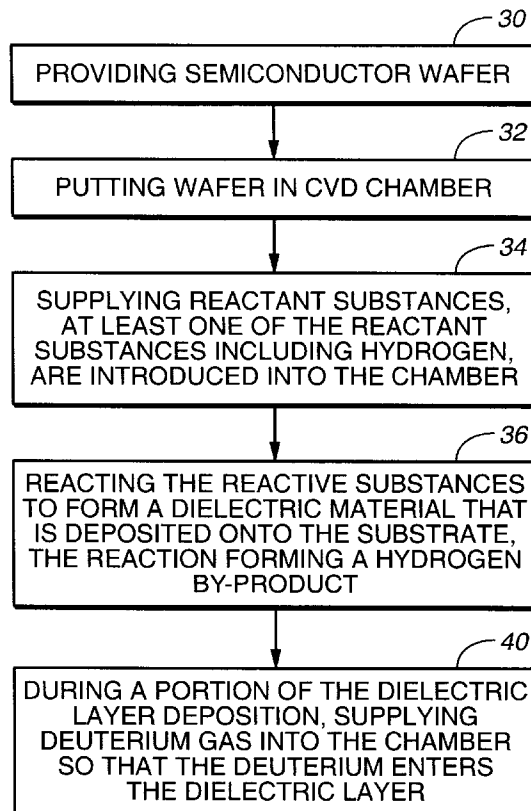 30
PROVIDING SEMICONDUCTOR WAFER
32
PUTTING WAFER IN CVD CHAMBER
34
SUPPLYING REACTANT SUBSTANCES,
AT LEAST ONE OF THE REACTANT
SUBSTANCES INCLUDING HYDROGEN,
ARE INTRODUCED INTO THE CHAMBER
36
REACTING THE REACTIVE SUBSTANCES
TO FORM A DIELECTRIC MATERIAL THAT
IS DEPOSITED ONTO THE SUBSTRATE,
THE REACTION FORMING A HYDROGEN
BY-PRODUCT
40
DURING A PORTION OF THE DIELECTRIC
LAYER DEPOSITION, SUPPLYING
DEUTERIUM GAS INTO THE CHAMBER
SO THAT THE DEUTERIUM ENTERS
THE DIELECTRIC LAYER